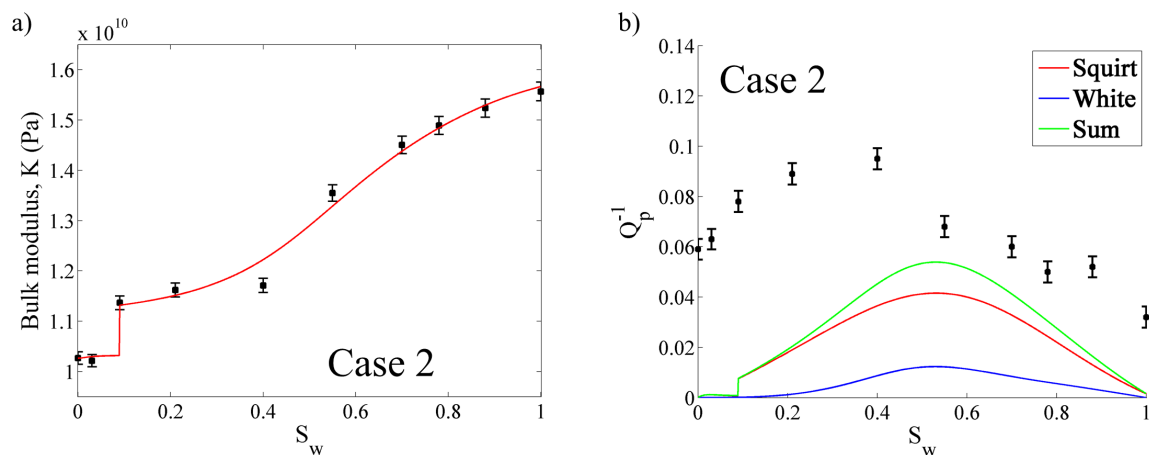 a)
x 10^10
1.6
1.5
1.4
1.3
1.2
1.1
1
Bulk modulus, K (Pa)
Case 2
0 0.2 0.4 0.6 0.8 1
S_w
b)
0.14
0.12
0.1
0.08
0.06
0.04
0.02
0
Q_p^-1
Case 2
Squirt
White
Sum
0 0.2 0.4 0.6 0.8 1
S_w